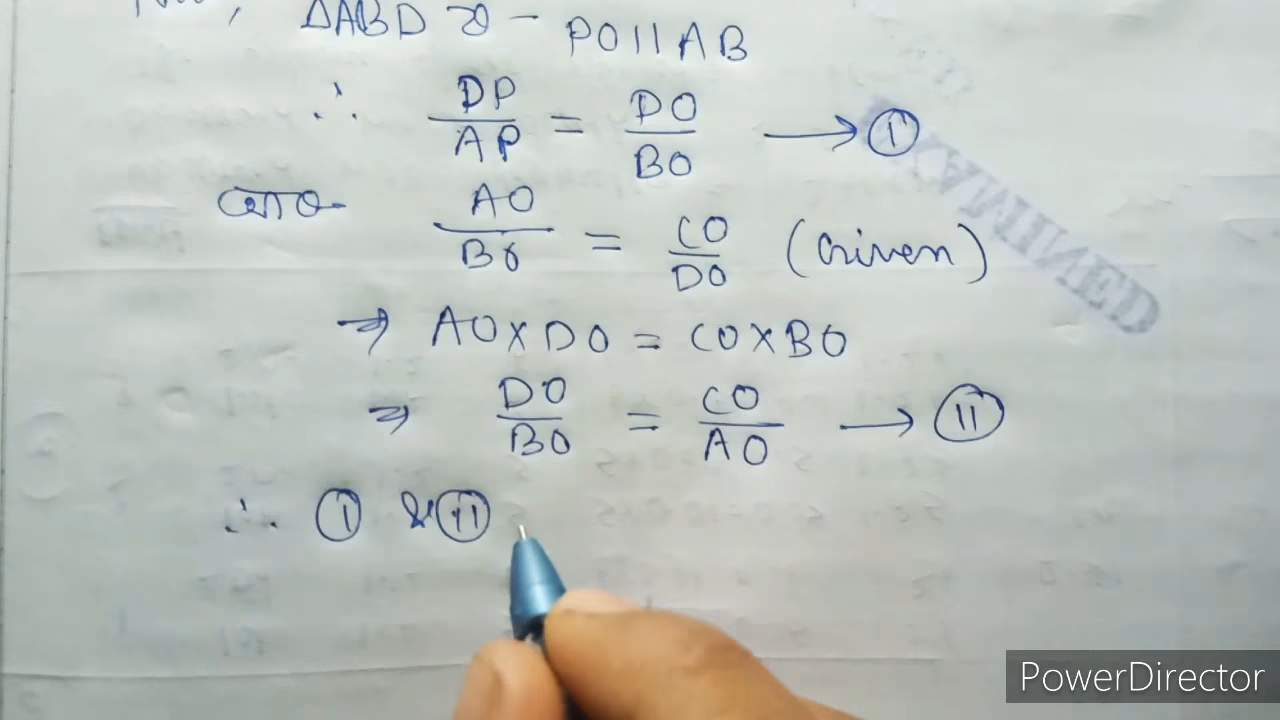 , ΔABD ত - PO||AB
∴ DP/AP = DO/BO → (I)
AO/BO = CO/DO (Given)
⇒ AO×DO = CO×BO
⇒ DO/BO = CO/AO → (II)
∴ (I) & (II)
EXAMINED
PowerDirector